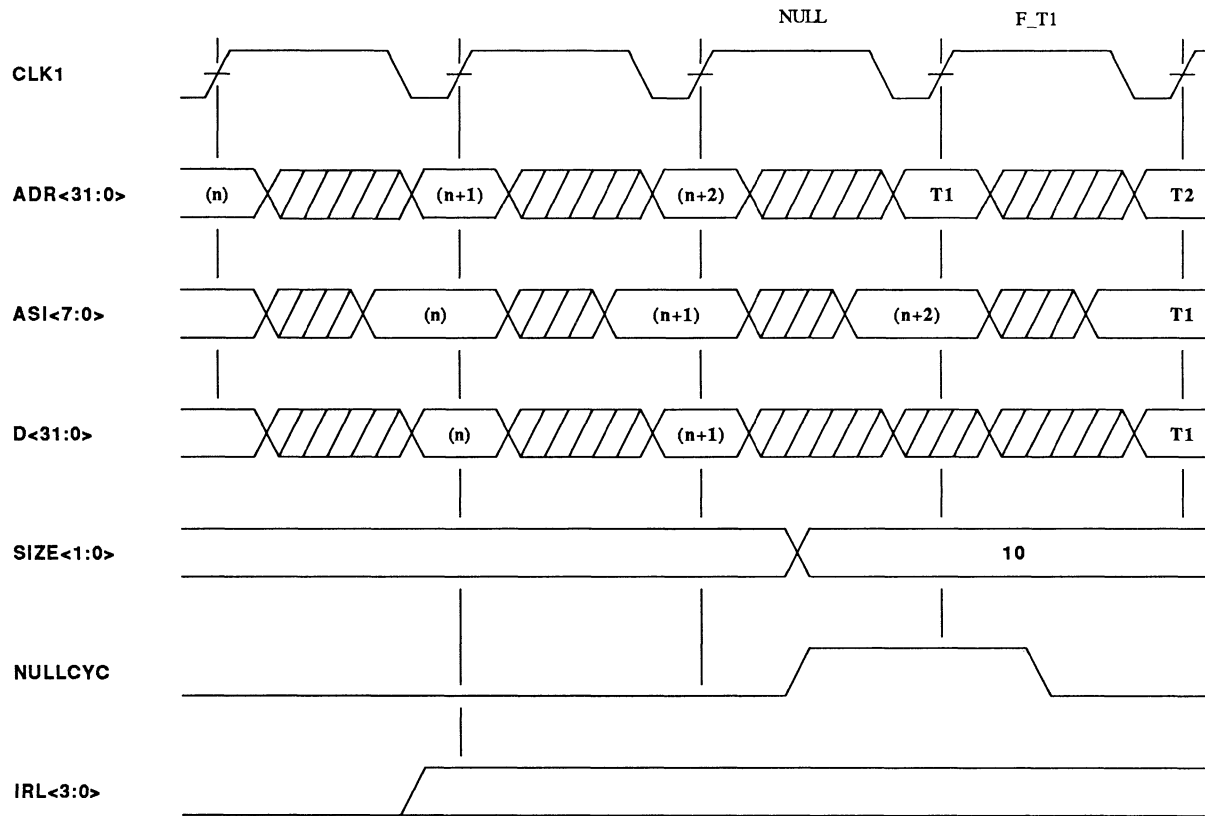 NULL F_T1
CLK1
ADR<31:0> (n) (n+1) (n+2) T1 T2
ASI<7:0> (n) (n+1) (n+2) T1
D<31:0> (n) (n+1) T1
SIZE<1:0> 10
NULLCYC
IRL<3:0>